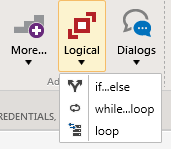 More... Logical Dialogs
Ad
REDENTIALS,
if...else
while...loop
loop